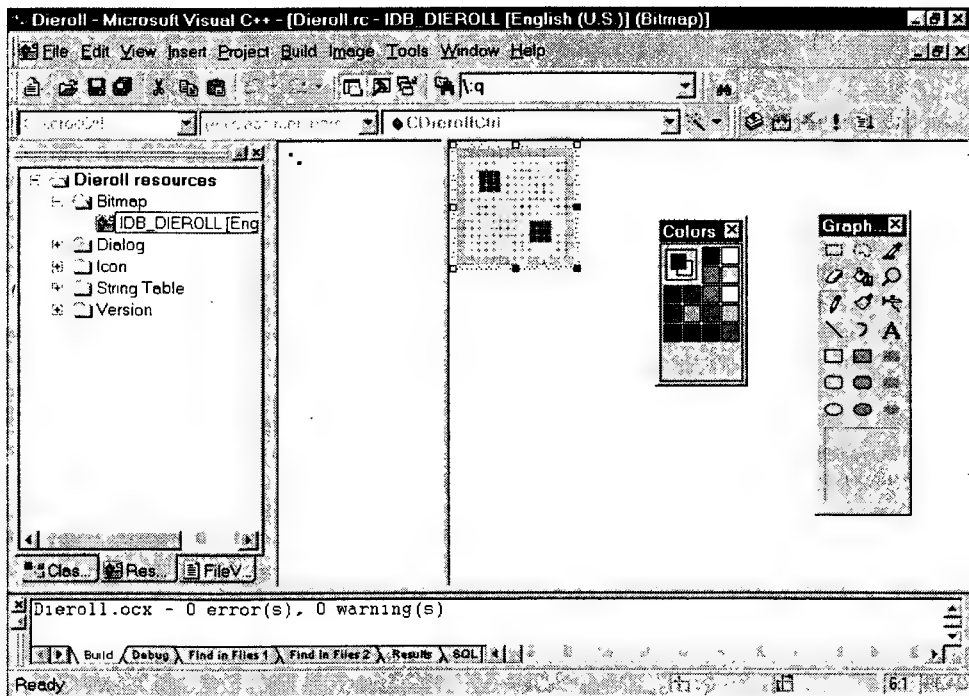 Dieroll - Microsoft Visual C++ - [Dieroll.rc - IDB_DIEROLL [English (U.S.)] (Bitmap)]
File Edit View Insert Project Build Image Tools Window Help
\:q
CDierollCtrl
Dieroll resources
Bitmap
IDB_DIEROLL [Eng
Dialog
Icon
String Table
Version
Colors
Graph...
A
Clas...
Res...
FileV...
Dieroll.ocx - 0 error(s), 0 warning(s)
Build Debug Find in Files 1 Find in Files 2 Results SQL
Ready